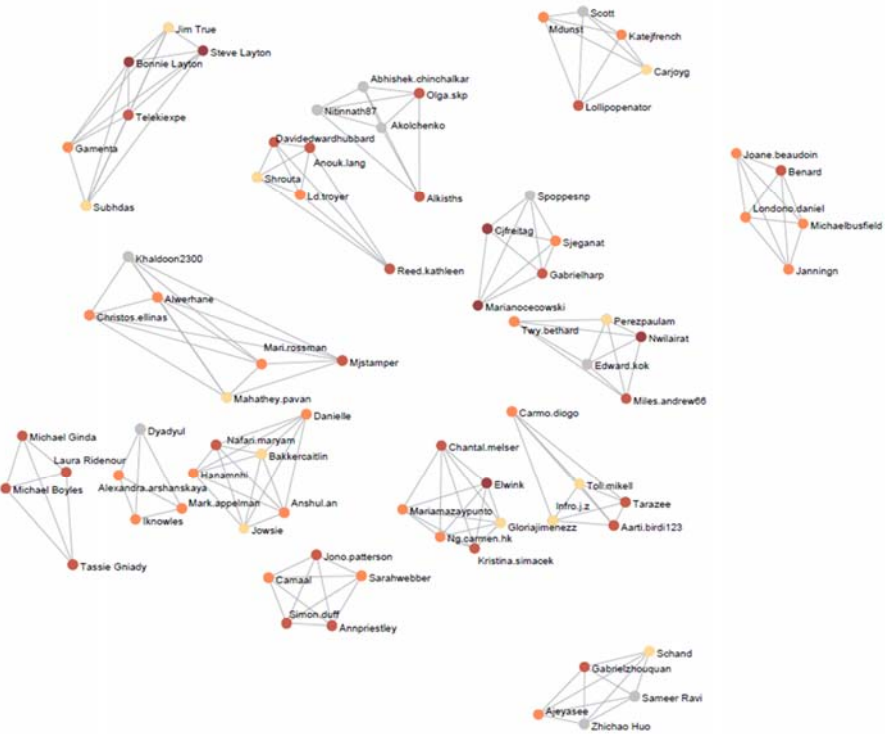 Jim True
Steve Layton
Bonnie Layton
Telekiexpe
Gamenta
Subhdas
Scott
Mdunst
Katejfrench
Carjoyg
Lollipopenator
Abhishek.chinchalkar
Olga.skp
Nitinnath87
Akolchenko
Alkisths
Davidedwardhubbard
Anouk.lang
Shrouta
Ld.troyer
Reed.kathleen
Joane.beaudoin
Benard
Londono.daniel
Michaelbusfield
Janningn
Spoppesnp
Cjfreitag
Sjeganat
Gabrielharp
Marianocecowski
Khaldoon2300
Alwerhane
Christos.ellinas
Mari.rossman
Mjstamper
Mahathey.pavan
Twy.bethard
Perezpaulam
Nwilairat
Edward.kok
Miles.andrew66
Michael Ginda
Laura Ridenour
Michael Boyles
Tassie Gniady
Dyadyul
Alexandra.arshanskaya
Mark.appelman
Iknowles
Danielle
Nafari.maryam
Bakkercaitlin
Hanamphi
Anshul.an
Jowsie
Chantal.melser
Elwink
Mariamazaypunto
Gloriajimenezz
Ng.carmen.hk
Kristina.simacek
Carmo.diogo
Toll.mikell
Infro.j.z
Tarazee
Aarti.birdi123
Jono.patterson
Camaal
Sarahwebber
Simon.duff
Annpriestley
Schand
Gabrielzhouquan
Sameer Ravi
Ajeyasee
Zhichao Huo